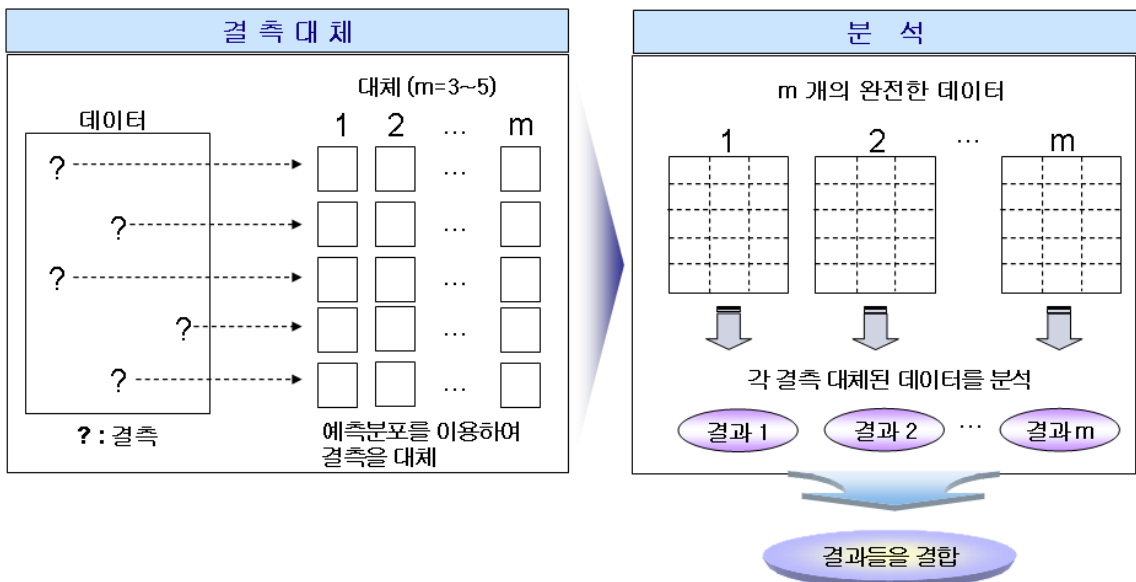 결 측 대 체
대체 (m=3~5)
데이터
1 2 … m
? …
? …
? …
? …
? …
? : 결측
예측분포를 이용하여
결측을 대체
분 석
m 개의 완전한 데이터
1 2 … m
각 결측 대체된 데이터를 분석
결과 1 결과 2 … 결과 m
결과들을 결합